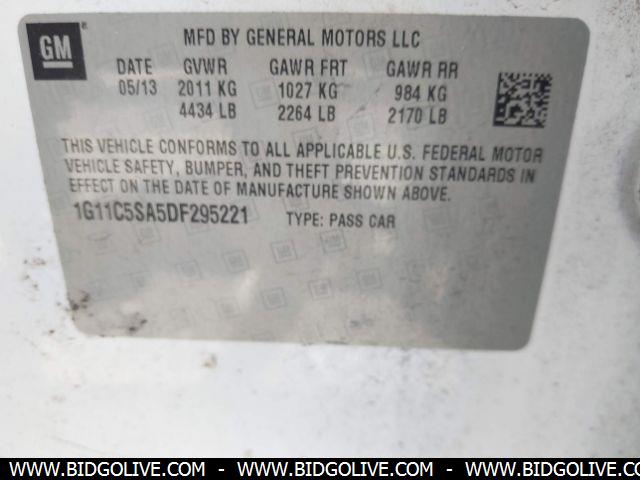 GM
MFD BY GENERAL MOTORS LLC
DATE GVWR GAWR FRT GAWR RR
05/13 2011 KG 1027 KG 984 KG
4434 LB 2264 LB 2170 LB
THIS VEHICLE CONFORMS TO ALL APPLICABLE U.S. FEDERAL MOTOR
VEHICLE SAFETY, BUMPER, AND THEFT PREVENTION STANDARDS
IN EFFECT ON THE DATE OF MANUFACTURE SHOWN ABOVE.
1G11C5SA5DF295221 TYPE: PASS CAR
WWW.BIDGOLIVE.COM - WWW.BIDGOLIVE.COM - WWW.BIDGOLIVE.COM